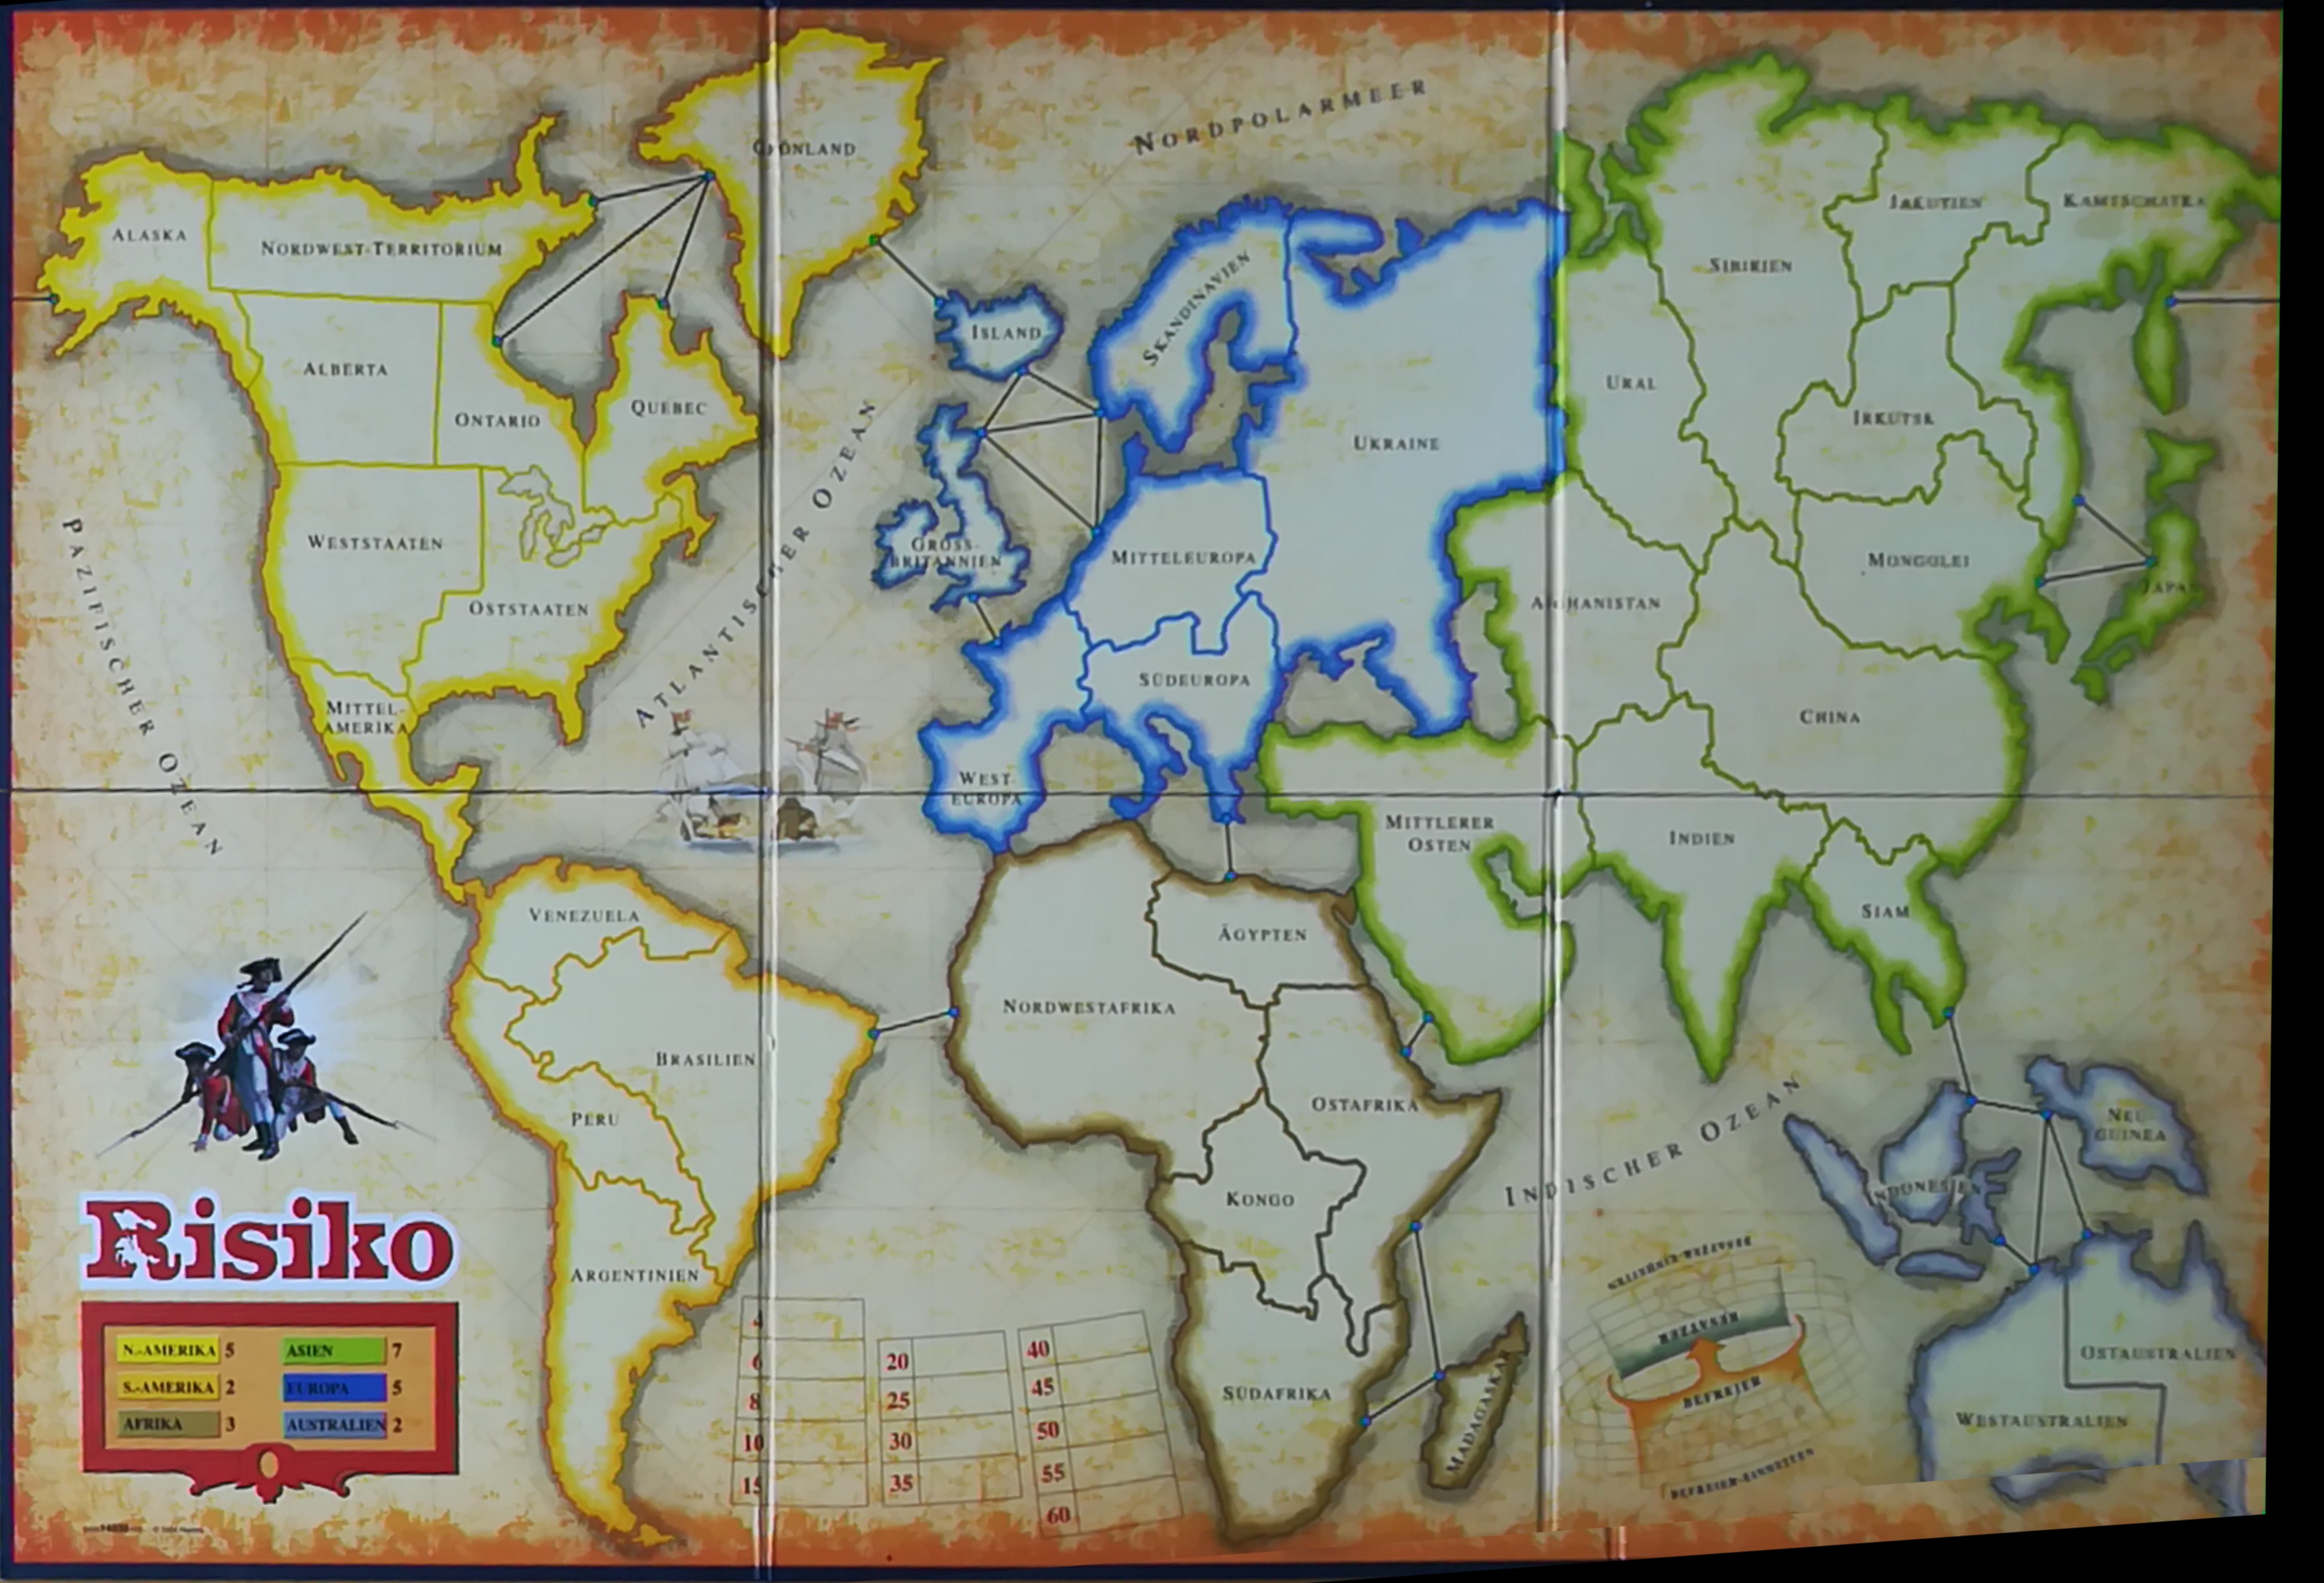 NORDPOLARMEER
ALASKA
NORDWEST-TERRITORIUM
GRÖNLAND
ALBERTA
ONTARIO
QUEBEC
WESTSTAATEN
OSTSTAATEN
MITTEL-
AMERIKA
PAZIFISCHER OZEAN
ATLANTISCHER OZEAN
ISLAND
SKANDINAVIEN
UKRAINE
GROSS-
BRITANNIEN
MITTELEUROPA
SÜDEUROPA
WEST-
EUROPA
URAL
SIBIRIEN
JAKUTIEN
KAMTSCHATKA
IRKUTSK
MONGOLEI
JAPAN
AFGHANISTAN
CHINA
MITTLERER
OSTEN
INDIEN
SIAM
VENEZUELA
BRASILIEN
PERU
ARGENTINIEN
NORDWESTAFRIKA
ÄGYPTEN
OSTAFRIKA
KONGO
SÜDAFRIKA
MADAGASKAR
INDISCHER OZEAN
INDONESIEN
NEU-
GUINEA
WESTAUSTRALIEN
OSTAUSTRALIEN
Risiko
N.-AMERIKA 5
ASIEN 7
S.-AMERIKA 2
EUROPA 5
AFRIKA 3
AUSTRALIEN 2
4
6
8
10
15
20
25
30
35
40
45
50
55
60
BESATZER
BEFREIER
BEFREIER-EINHEITEN